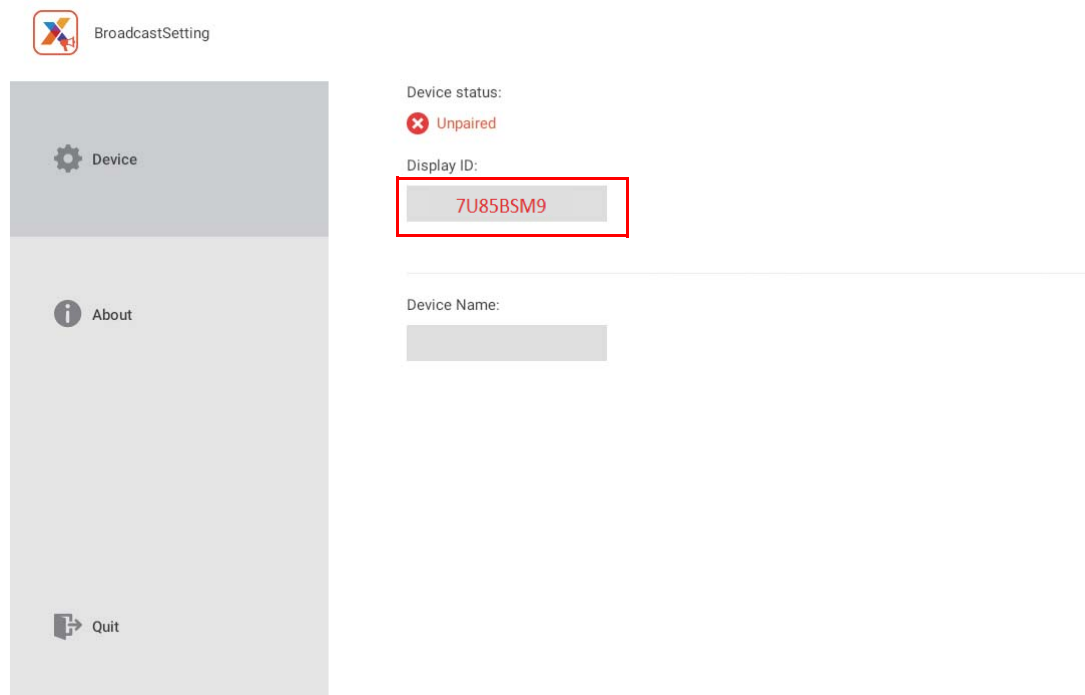 BroadcastSetting
Device
About
Quit
Device status:
Unpaired
Display ID:
7U85BSM9
Device Name: